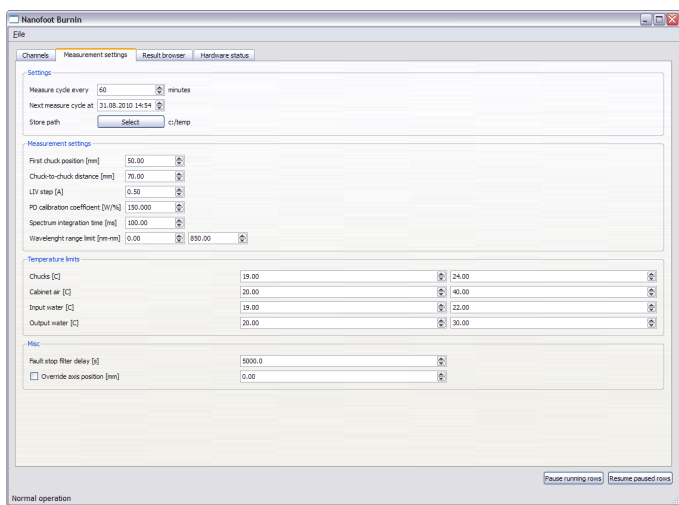 Nanofoot BurnIn
File
Channels Measurement settings Result browser Hardware status
Settings
Measure cycle every 60 minutes
Next measure cycle at 31.08.2010 14:54
Store path Select c:/temp
Measurement settings
First chuck position [mm] 50.00
Chuck-to-chuck distance [mm] 70.00
LIV step [A] 0.50
PD calibration coefficient [W/%] 150.000
Spectrum integration time [ms] 100.00
Wavelenght range limit [nm-nm] 0.00 850.00
Temperature limits
Chucks [C] 19.00 24.00
Cabinet air [C] 20.00 40.00
Input water [C] 19.00 22.00
Output water [C] 20.00 30.00
Misc
Fault stop filter delay [s] 5000.0
Override axis position [mm] 0.00
Pause running rows Resume paused rows
Normal operation